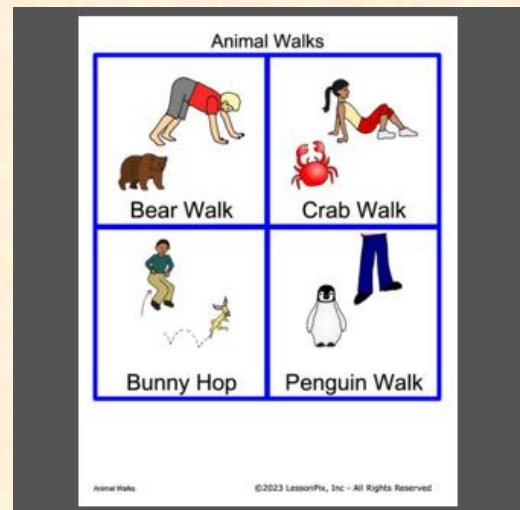 Animal Walks
Bear Walk
Crab Walk
Bunny Hop
Penguin Walk
Animal Walks
©2023 LessonPix, Inc - All Rights Reserved